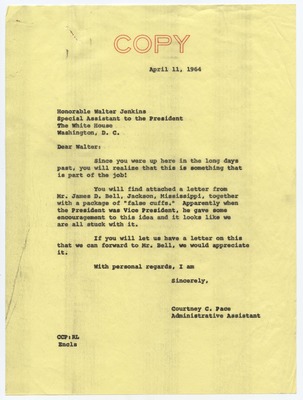 COPY
April 11, 1964
Honorable Walter Jenkins
Special Assistant to the President
The White House
Washington, D. C.
Dear Walter:
Since you were up here in the long days
past, you will realize that this is something that
is part of the job!
You will find attached a letter from
Mr. James D. Bell, Jackson, Mississippi, together
with a package of "false cuffs." Apparently when
the President was Vice President, he gave some
encouragement to this idea and it looks like we
are all stuck with it.
If you will let us have a letter on this
that we can forward to Mr. Bell, we would appreciate
it.
With personal regards, I am
Sincerely,
Courtney C. Pace
Administrative Assistant
CCP:RL
Encls